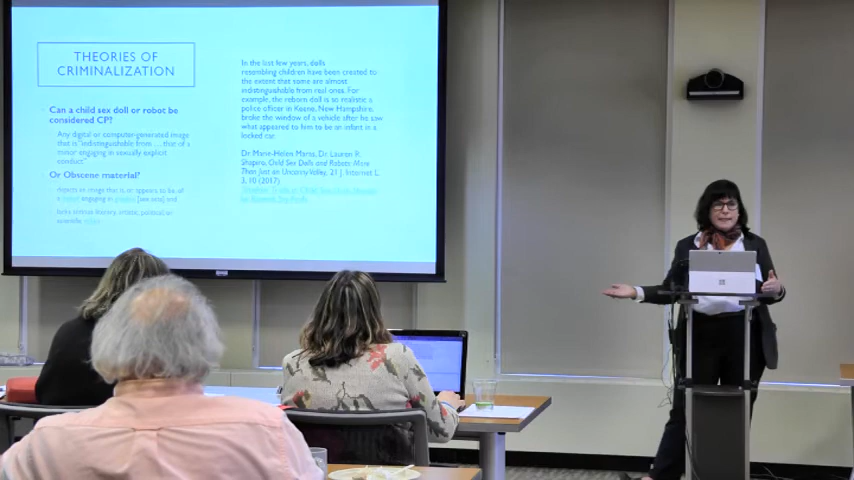 THEORIES OF
CRIMINALIZATION
Can a child sex doll or robot be
considered CP?
Any digital or computer-generated image
that is "indistinguishable from ... that of a
minor engaging in sexually explicit
conduct"
Or Obscene material?
depicts an image that is, or appears to be, of
a minor engaging in [sex acts] and
lacks serious literary, artistic, political, or
scientific value
In the last few years, dolls
resembling children have been created to
the extent that some are almost
indistinguishable from real ones. For
example, the reborn doll is so realistic a
police officer in Keene, New Hampshire,
broke the window of a vehicle after he saw
what appeared to him to be an infant in a
locked car.
Dr Marie-Helen Maras, Dr Lauren R.
Shapiro, Child Sex Dolls and Robots: More
Than Just an Uncanny Valley, 21 J. Internet L.
3, 10 (2017)